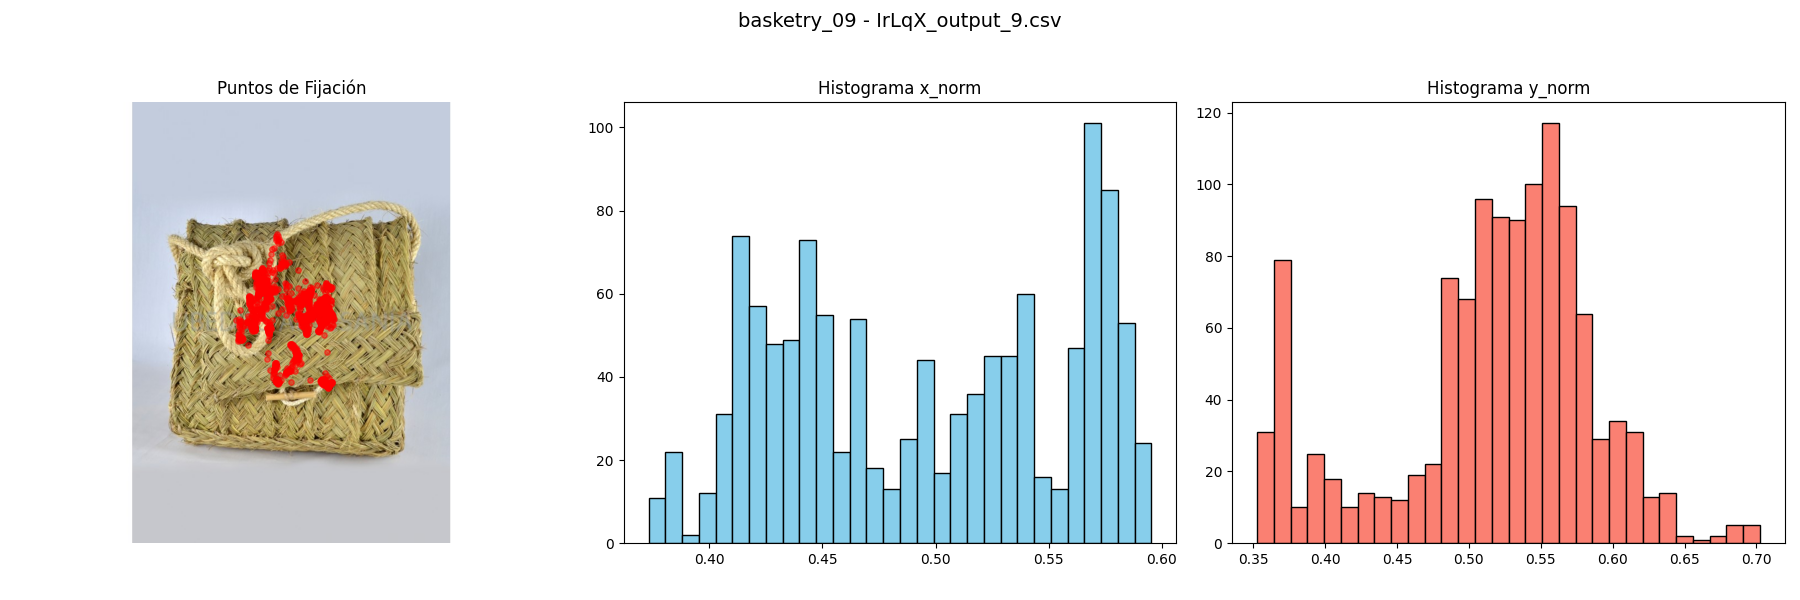 basketry_09 - IrLqX_output_9.csv
Puntos de Fijación
Histograma x_norm
100
80
60
40
20
0
0.40 0.45 0.50 0.55 0.60
Histograma y_norm
120
100
80
60
40
20
0
0.35 0.40 0.45 0.50 0.55 0.60 0.65 0.70